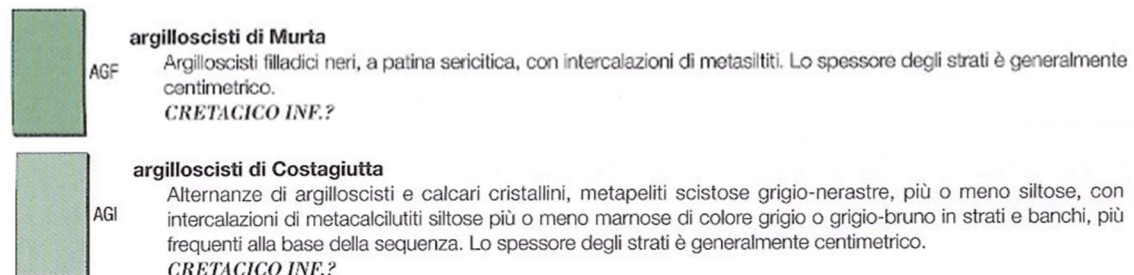 argilloscisti di Murta
AGF
Argilloscisti filladici neri, a patina sericitica, con intercalazioni di metasiltiti. Lo spessore degli strati è generalmente
centimetrico.
CRETACICO INF.?
argilloscisti di Costagiutta
AGI
Alternanze di argilloscisti e calcari cristallini, metapeliti scistose grigio-nerastre, più o meno siltose, con
intercalazioni di metacalcilutiti siltose più o meno marnose di colore grigio o grigio-bruno in strati e banchi, più
frequenti alla base della sequenza. Lo spessore degli strati è generalmente centimetrico.
CRETACICO INF.?